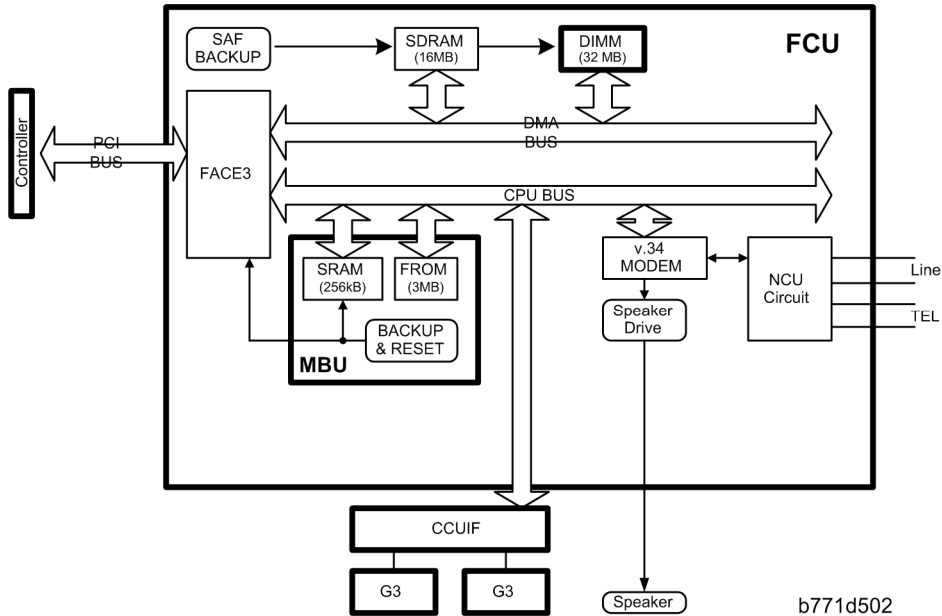 SAF
BACKUP
SDRAM
(16MB)
DIMM
(32 MB)
FCU
Controller
PCI
BUS
FACE3
DMA
BUS
CPU BUS
SRAM
(256kB)
FROM
(3MB)
BACKUP
& RESET
MBU
v.34
MODEM
NCU
Circuit
Line
TEL
Speaker
Drive
CCUIF
G3
G3
Speaker
b771d502